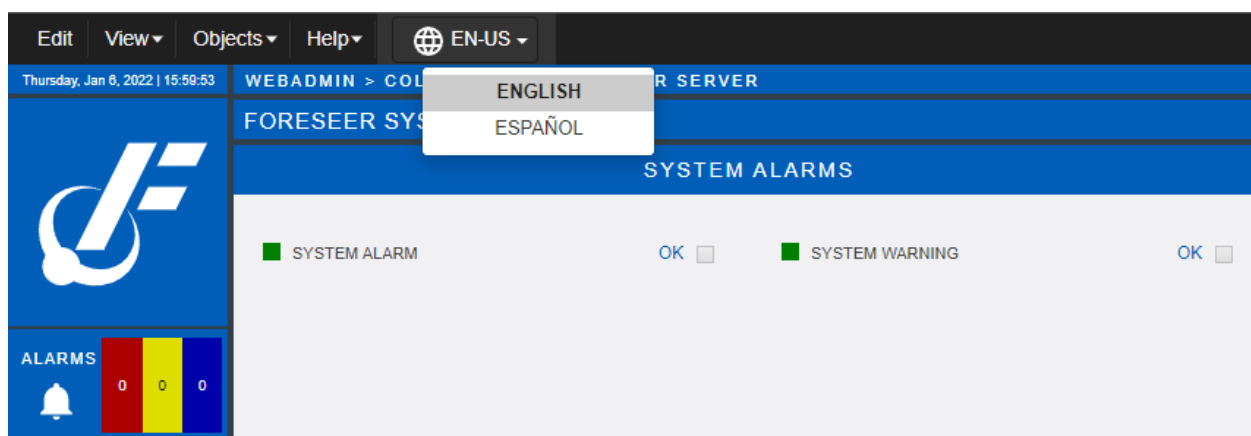 Edit View Objects Help EN-US
Thursday, Jan 6, 2022 | 15:59:53 WEBADMIN > COL R SERVER
ENGLISH
FORESEER SYS
ESPAÑOL
SYSTEM ALARMS
SYSTEM ALARM OK SYSTEM WARNING OK
ALARMS
0 0 0